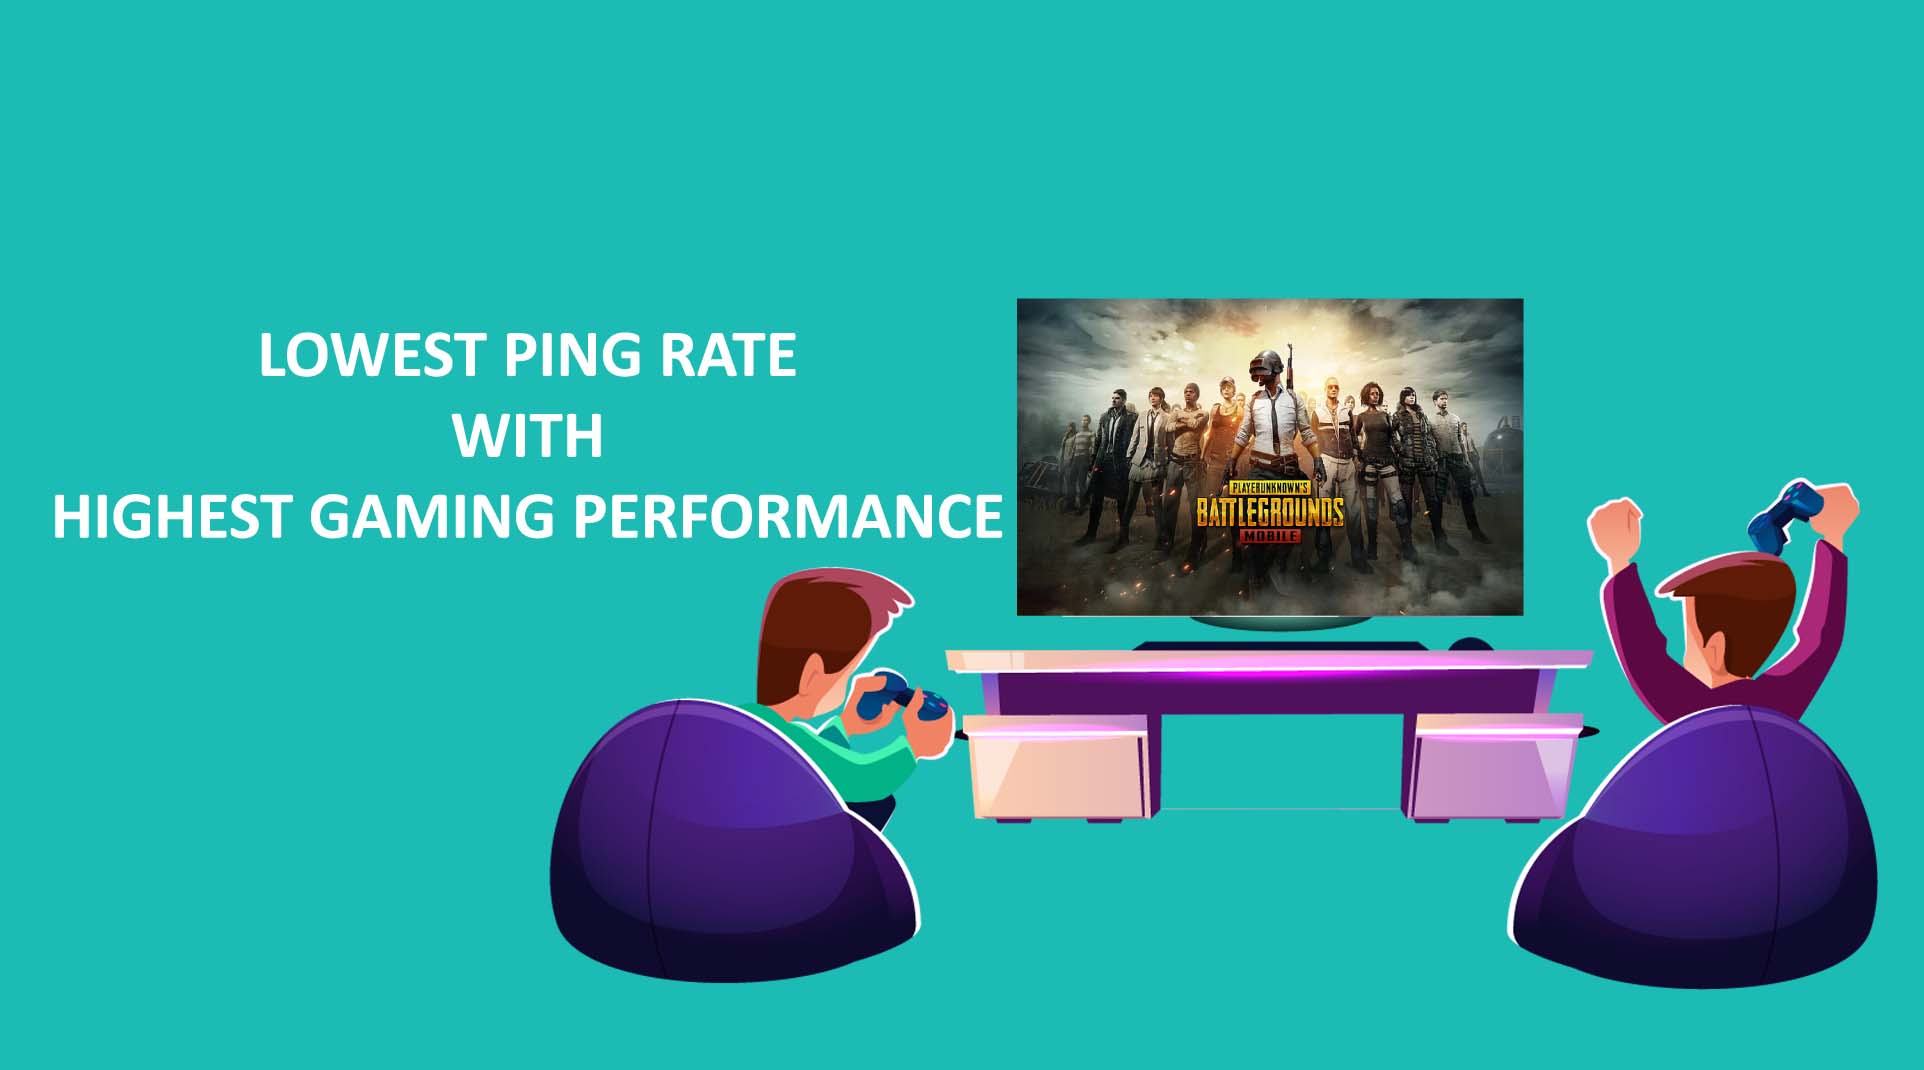 LOWEST PING RATE
WITH
HIGHEST GAMING PERFORMANCE
PLAYERUNKNOWN'S
BATTLEGROUNDS
MOBILE